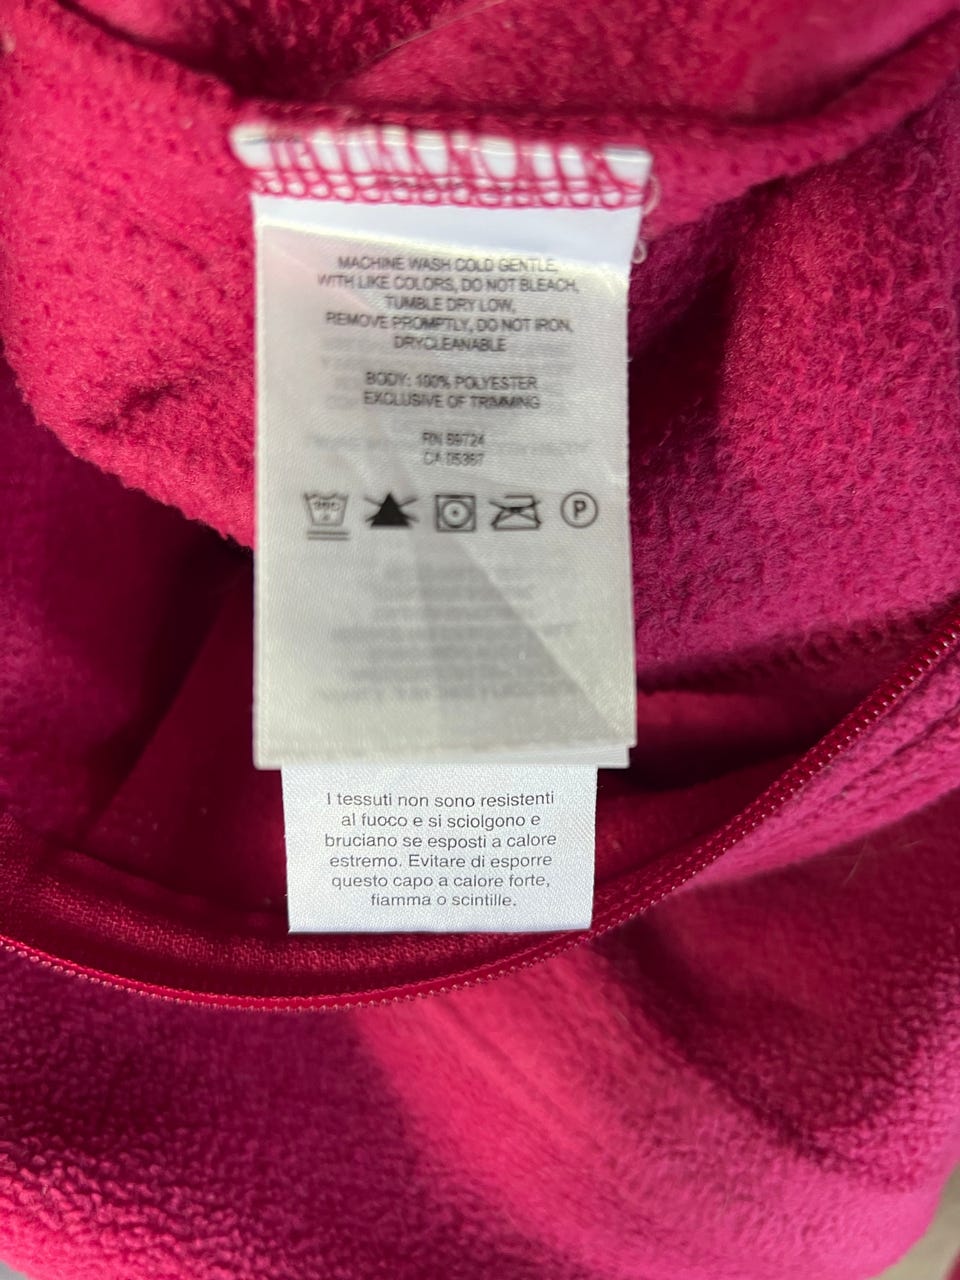 MACHINE WASH COLD GENTLE,
WITH LIKE COLORS, DO NOT BLEACH,
TUMBLE DRY LOW,
REMOVE PROMPTLY, DO NOT IRON,
DRYCLEANABLE
BODY: 100% POLYESTER
EXCLUSIVE OF TRIMMING
RN 69724
CA 05367
P
I tessuti non sono resistenti
al fuoco e si sciolgono e
bruciano se esposti a calore
estremo. Evitare di esporre
questo capo a calore forte,
fiamma o scintille.